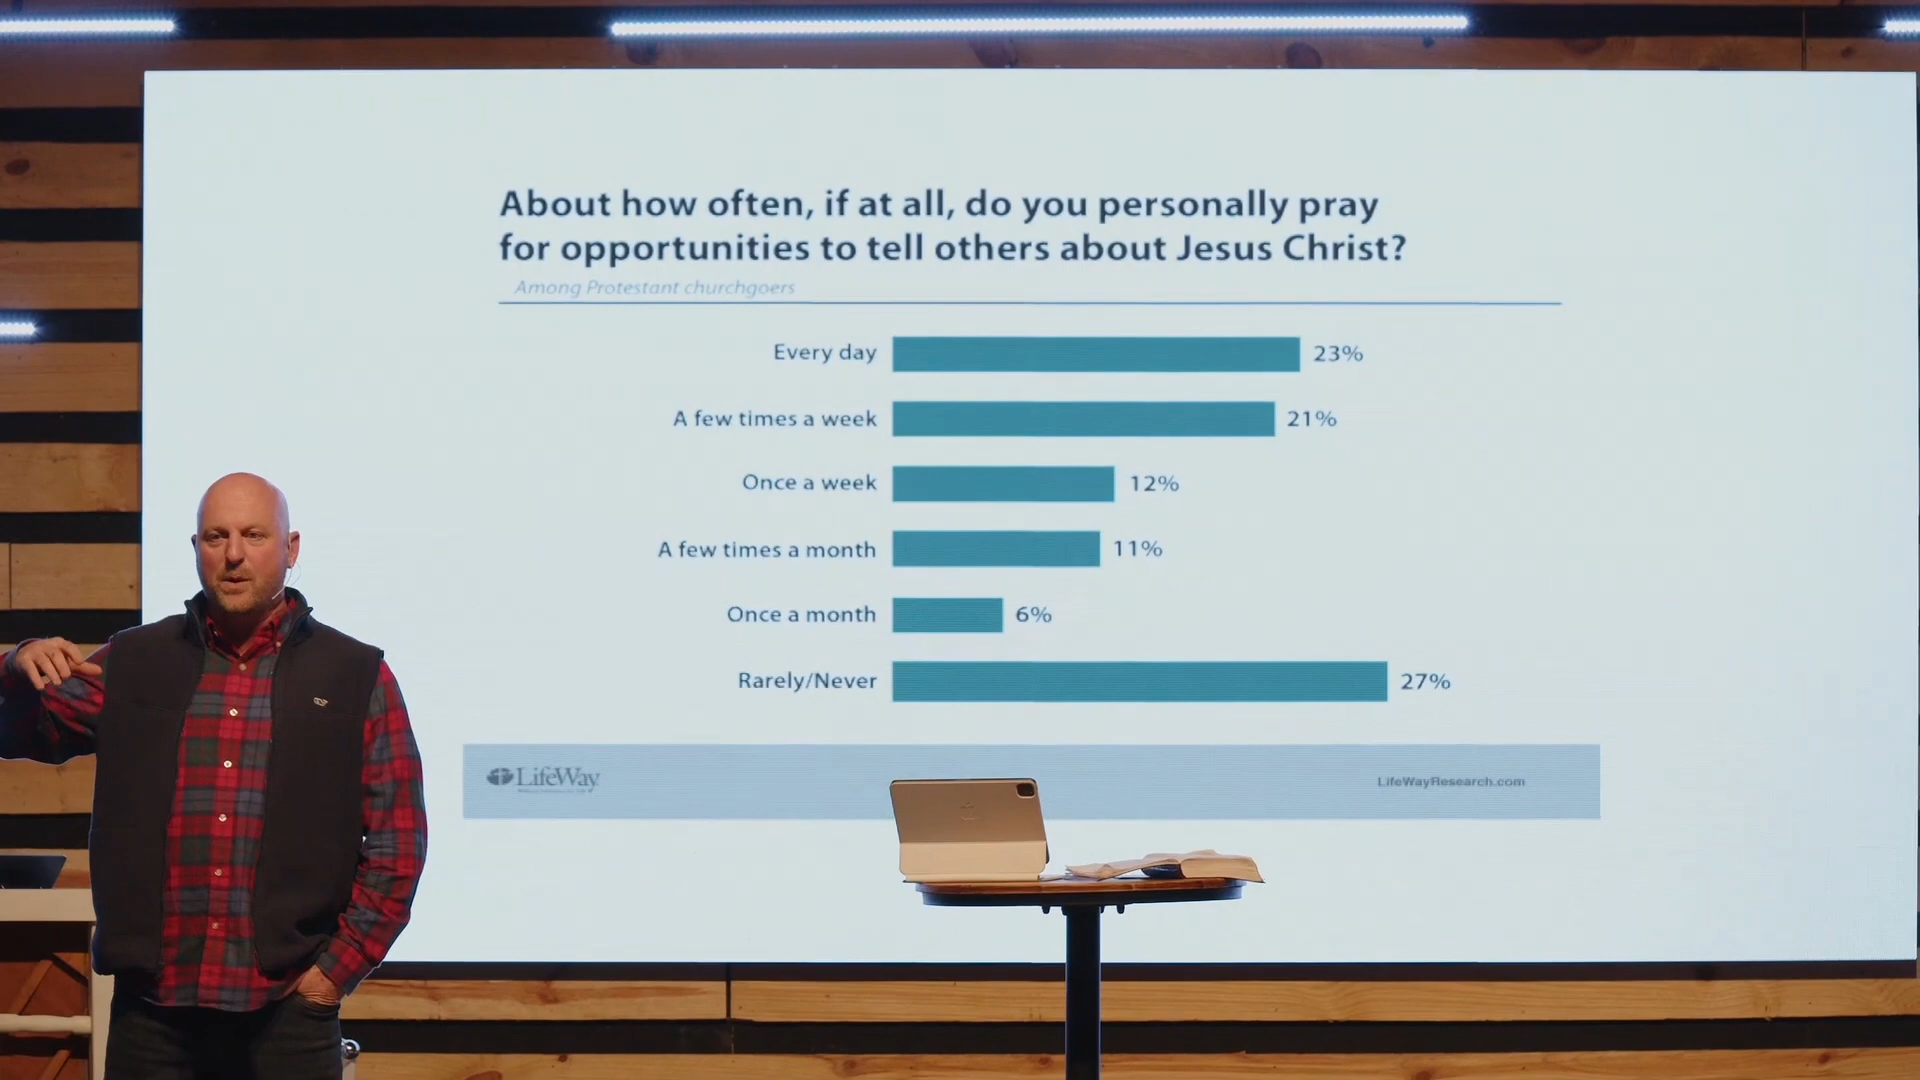 About how often, if at all, do you personally pray
for opportunities to tell others about Jesus Christ?
Among Protestant churchgoers
Every day 23%
A few times a week 21%
Once a week 12%
A few times a month 11%
Once a month 6%
Rarely/Never 27%
LifeWay LifeWayResearch.com